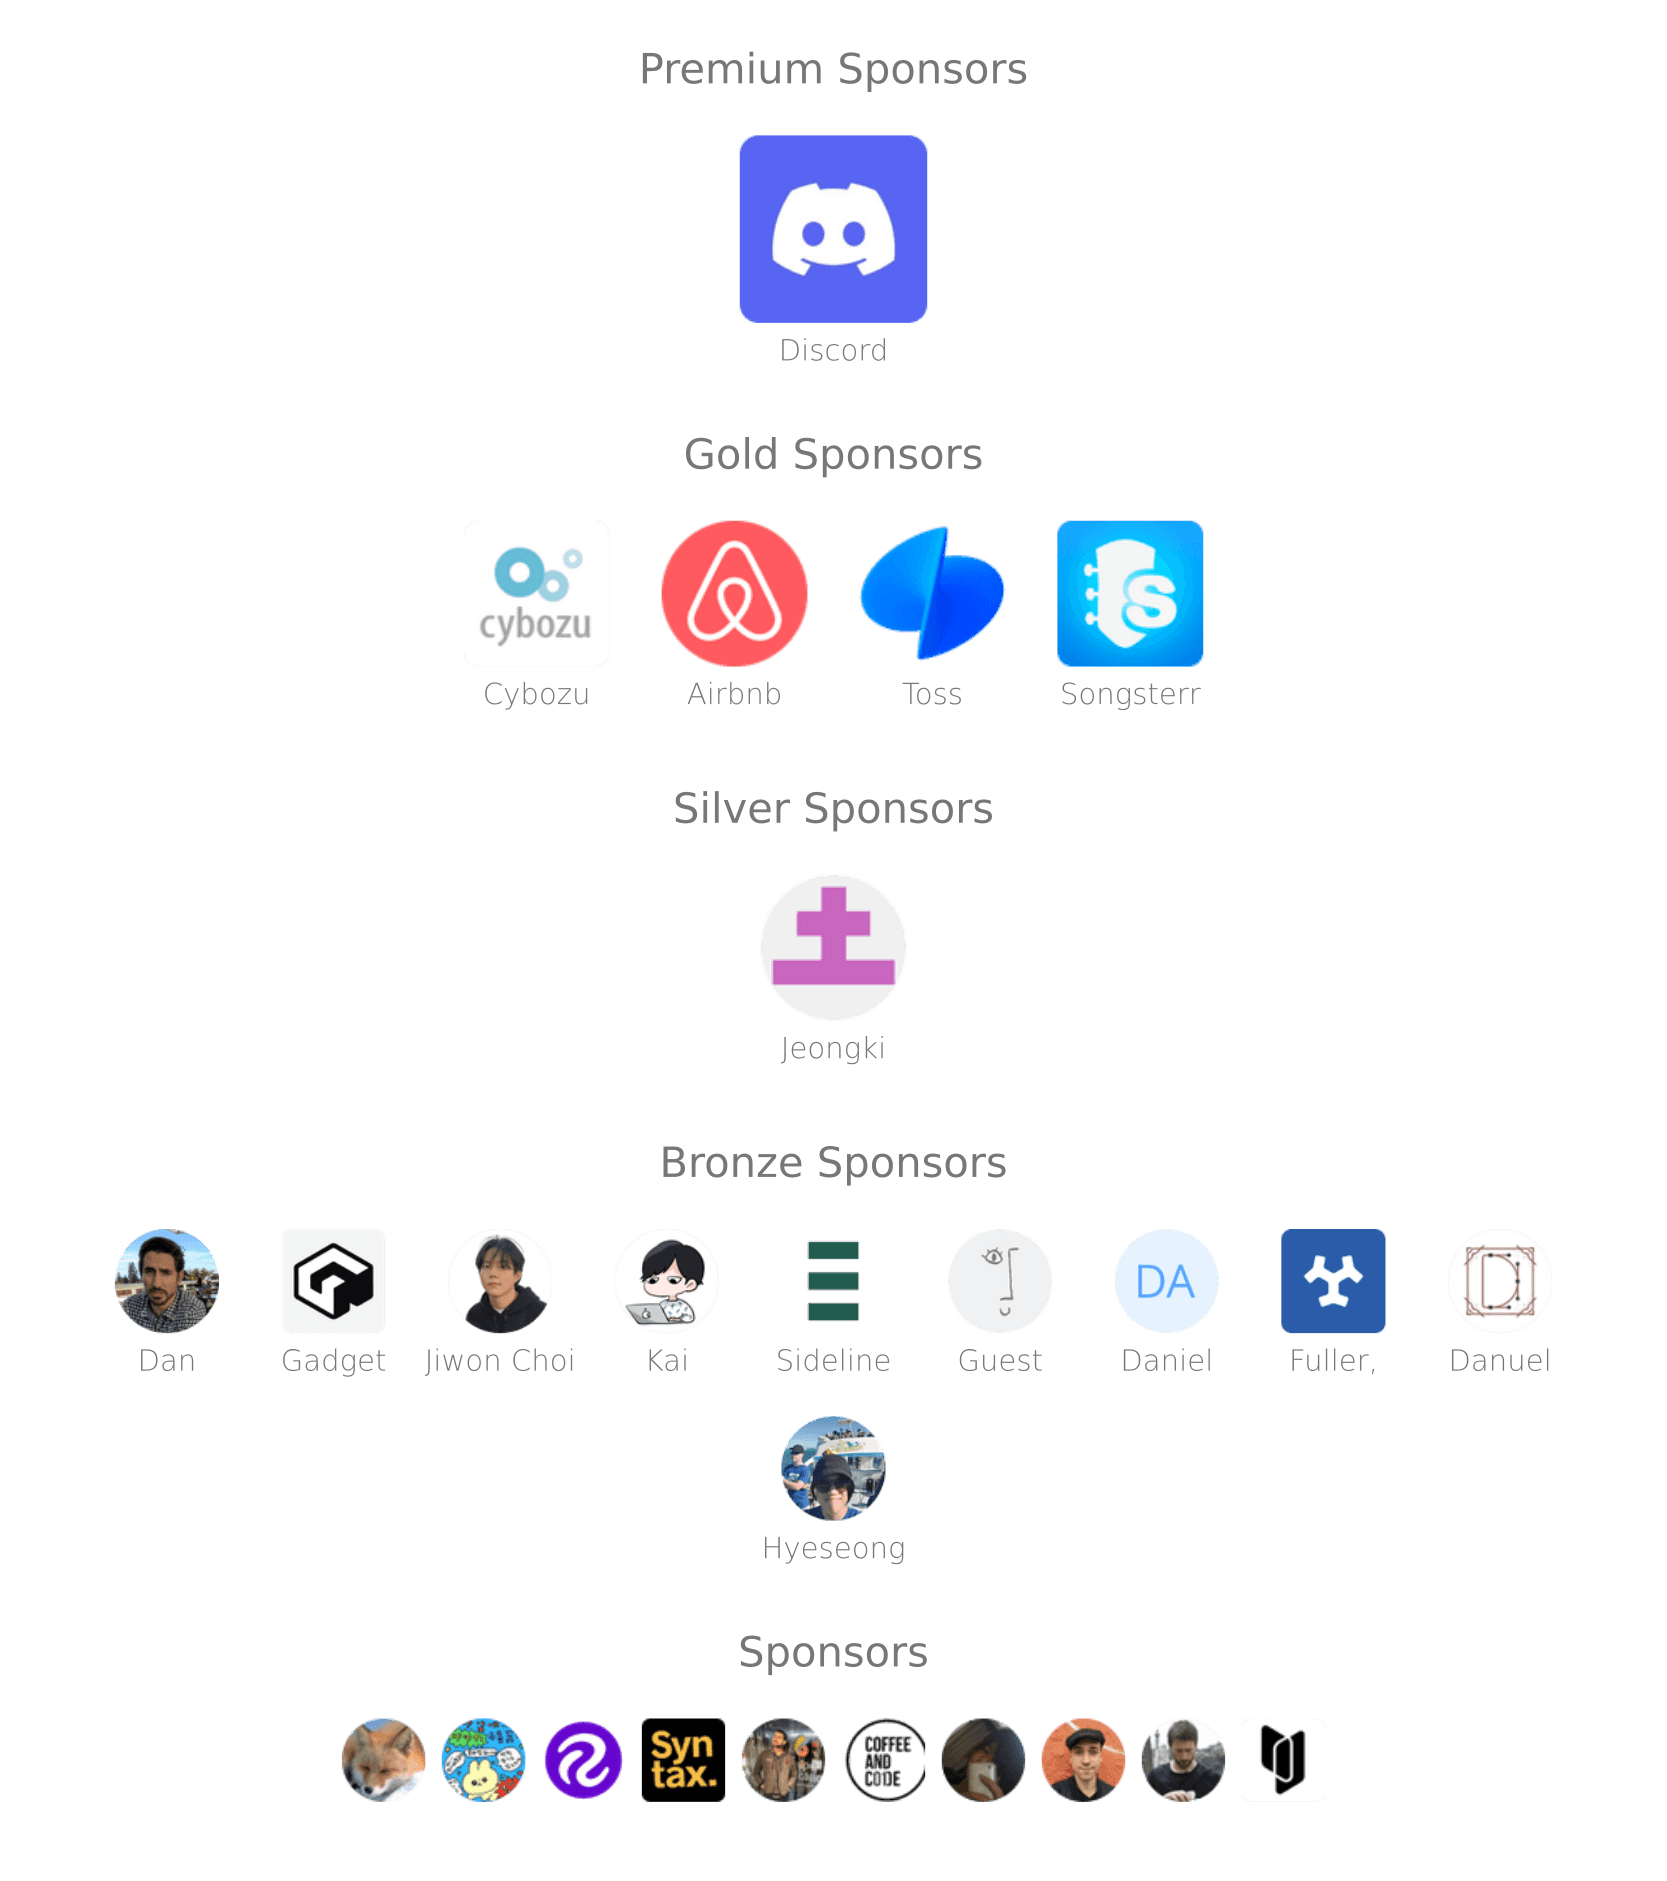 Premium Sponsors
Discord
Gold Sponsors
cybozu
Cybozu Airbnb Toss Songsterr
Silver Sponsors
Jeongki
Bronze Sponsors
DA
Dan Gadget Jiwon Choi Kai Sideline Guest Daniel Fuller, Danuel
Hyeseong
Sponsors
Syn
tax.
COFFEE
AND
CODE